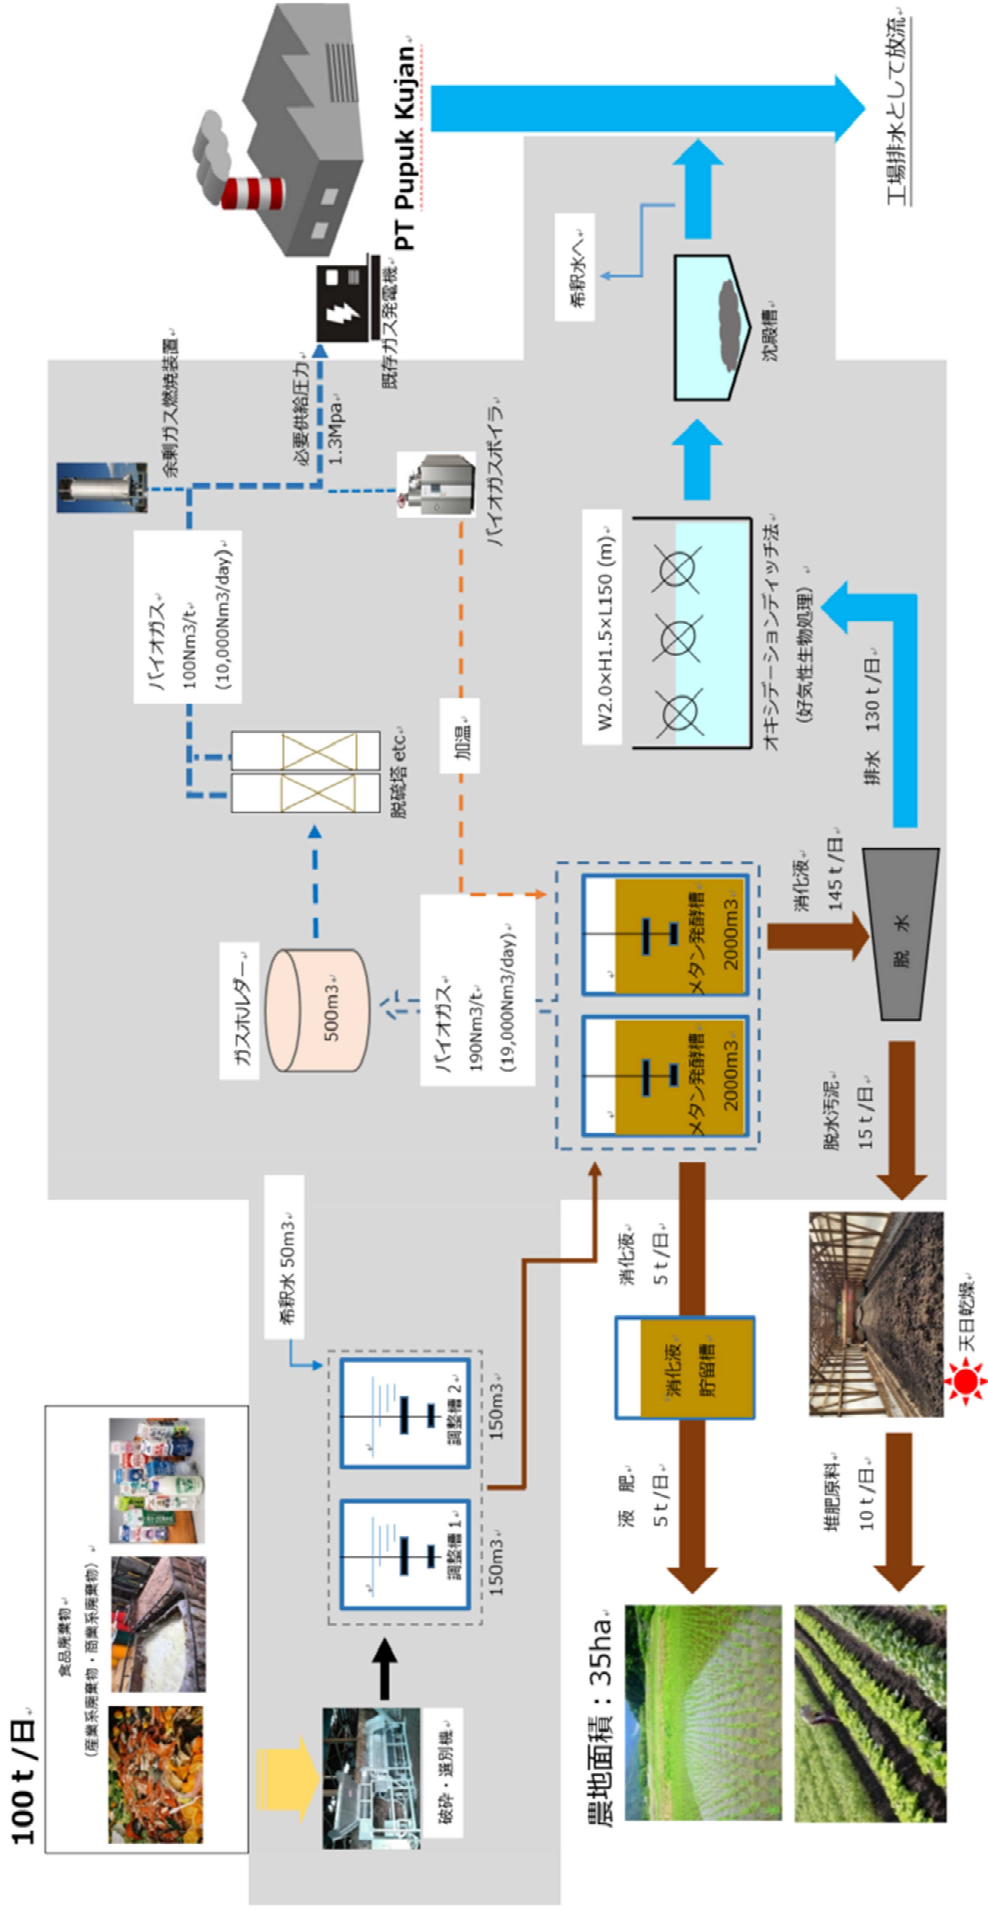 100ｔ/日
食品廃棄物
（産業系廃棄物・商業系廃棄物）
破砕・選別機
調整槽 1
150m3
調整槽 2
150m3
希釈水 50m3
メタン発酵槽
2000m3
メタン発酵槽
2000m3
バイオガス
190Nm3/t
(19,000Nm3/day)
ガスホルダー
500m3
脱硫塔 etc
バイオガス
100Nm3/t
(10,000Nm3/day)
余剰ガス燃焼装置
必要供給圧力
1.3Mpa
既存ガス発電機
PT Pupuk Kujan
バイオガスボイラ
加温
消化液
5ｔ/日
消化液
貯留槽
液　肥
5ｔ/日
農地面積：35ha
消化液
145ｔ/日
脱　水
脱水汚泥
15ｔ/日
天日乾燥
堆肥原料
10ｔ/日
排水　130ｔ/日
W2.0×H1.5×L150 (m)
オキシデーションディッチ法
（好気性生物処理）
沈殿槽
希釈水へ
工場排水として放流